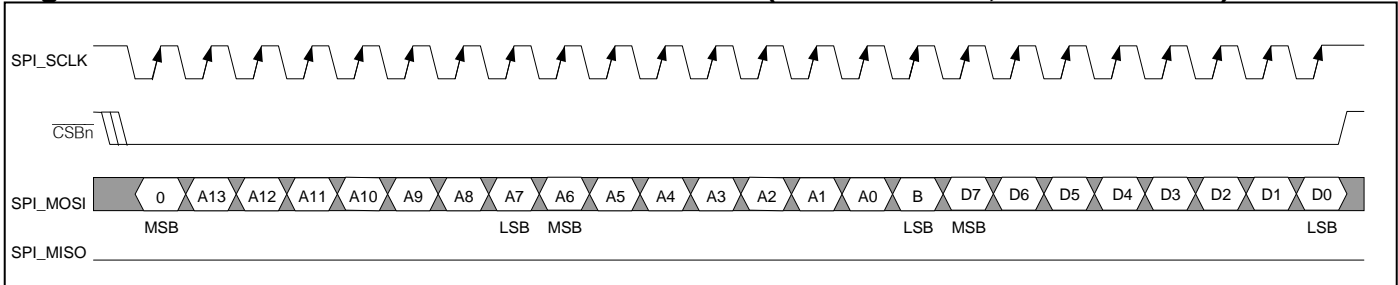 SPI_SCLK
CSBn
SPI_MOSI 0 A13 A12 A11 A10 A9 A8 A7 A6 A5 A4 A3 A2 A1 A0 B D7 D6 D5 D4 D3 D2 D1 D0
MSB LSB MSB LSB MSB LSB
SPI_MISO